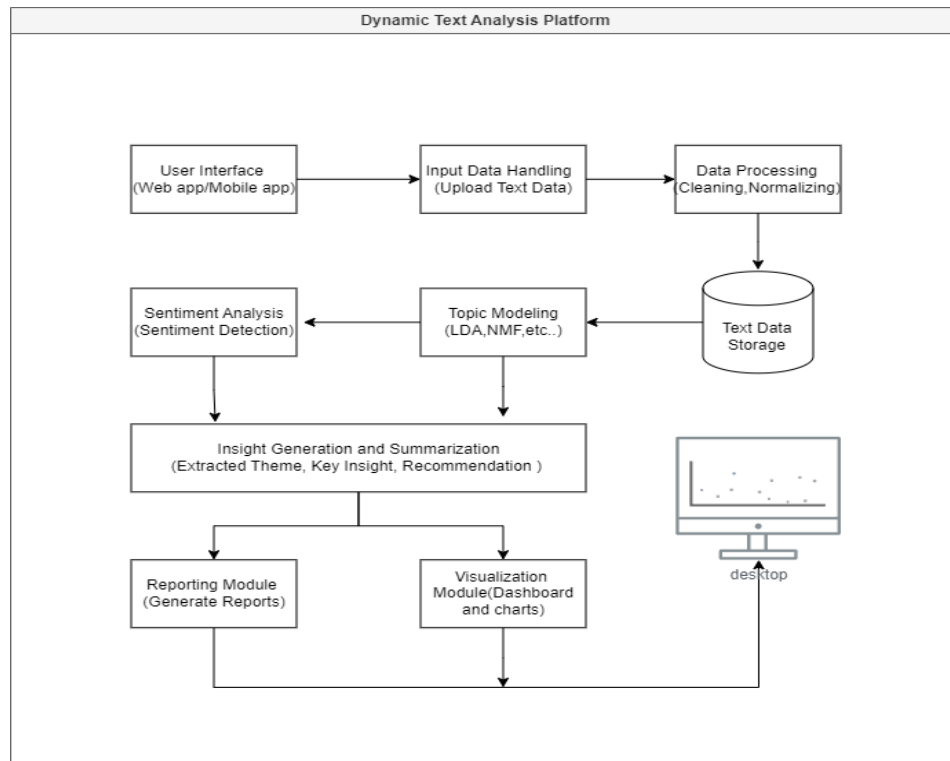 Dynamic Text Analysis Platform
User Interface
(Web app/Mobile app)
Input Data Handling
(Upload Text Data)
Data Processing
(Cleaning,Normalizing)
Sentiment Analysis
(Sentiment Detection)
Topic Modeling
(LDA,NMF,etc..)
Text Data
Storage
Insight Generation and Summarization
(Extracted Theme, Key Insight, Recommendation )
Reporting Module
(Generate Reports)
Visualization
Module(Dashboard
and charts)
desktop